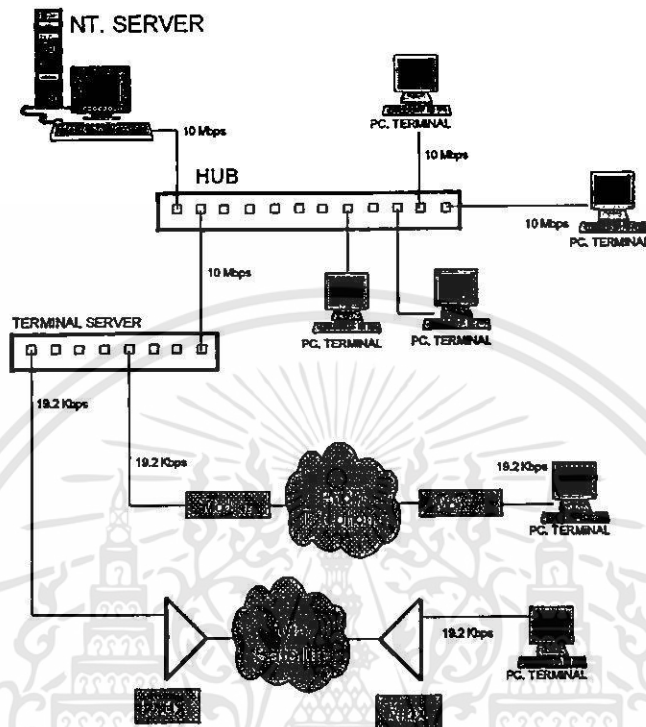 NT. SERVER
10 Mbps
PC. TERMINAL
10 Mbps
HUB
10 Mbps
PC. TERMINAL
10 Mbps
PC. TERMINAL
PC. TERMINAL
TERMINAL SERVER
19.2 Kbps
19.2 Kbps
19.2 Kbps
PC. TERMINAL
19.2 Kbps
Satellite
PC. TERMINAL